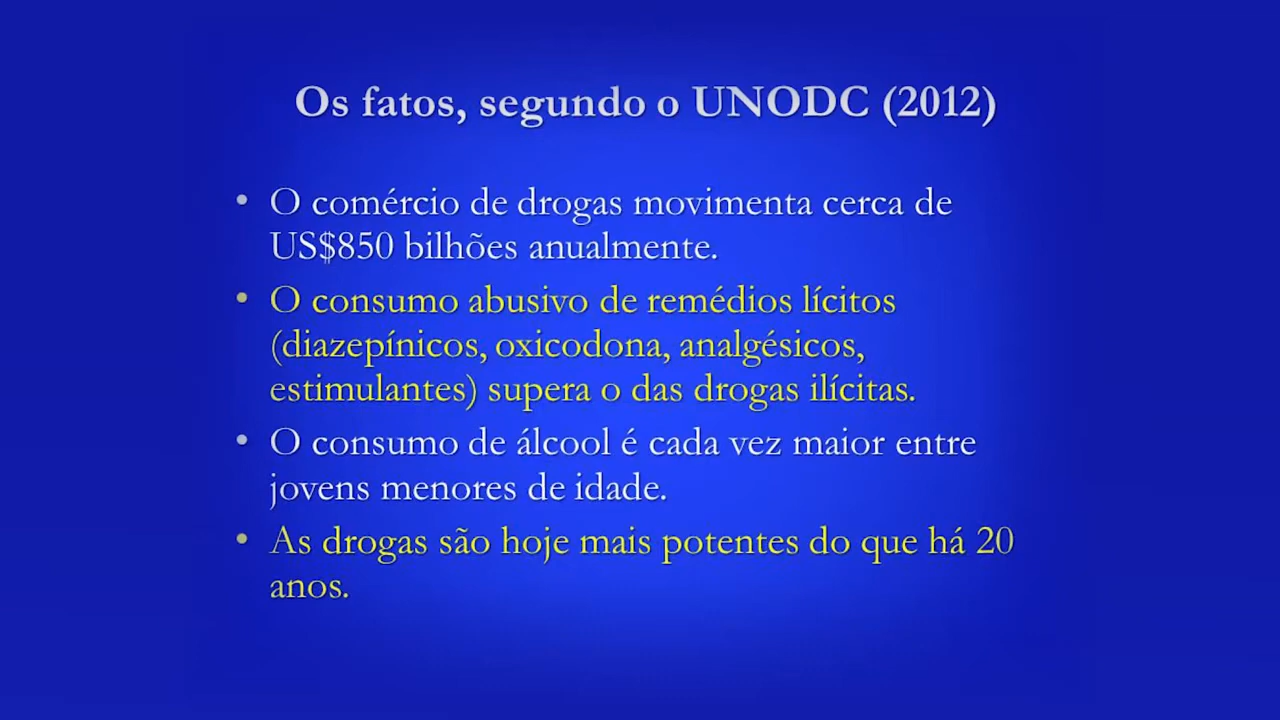 Os fatos, segundo o UNODC (2012)
• O comércio de drogas movimenta cerca de
US$850 bilhões anualmente.
• O consumo abusivo de remédios lícitos
(diazepínicos, oxicodona, analgésicos,
estimulantes) supera o das drogas ilícitas.
• O consumo de álcool é cada vez maior entre
jovens menores de idade.
• As drogas são hoje mais potentes do que há 20
anos.